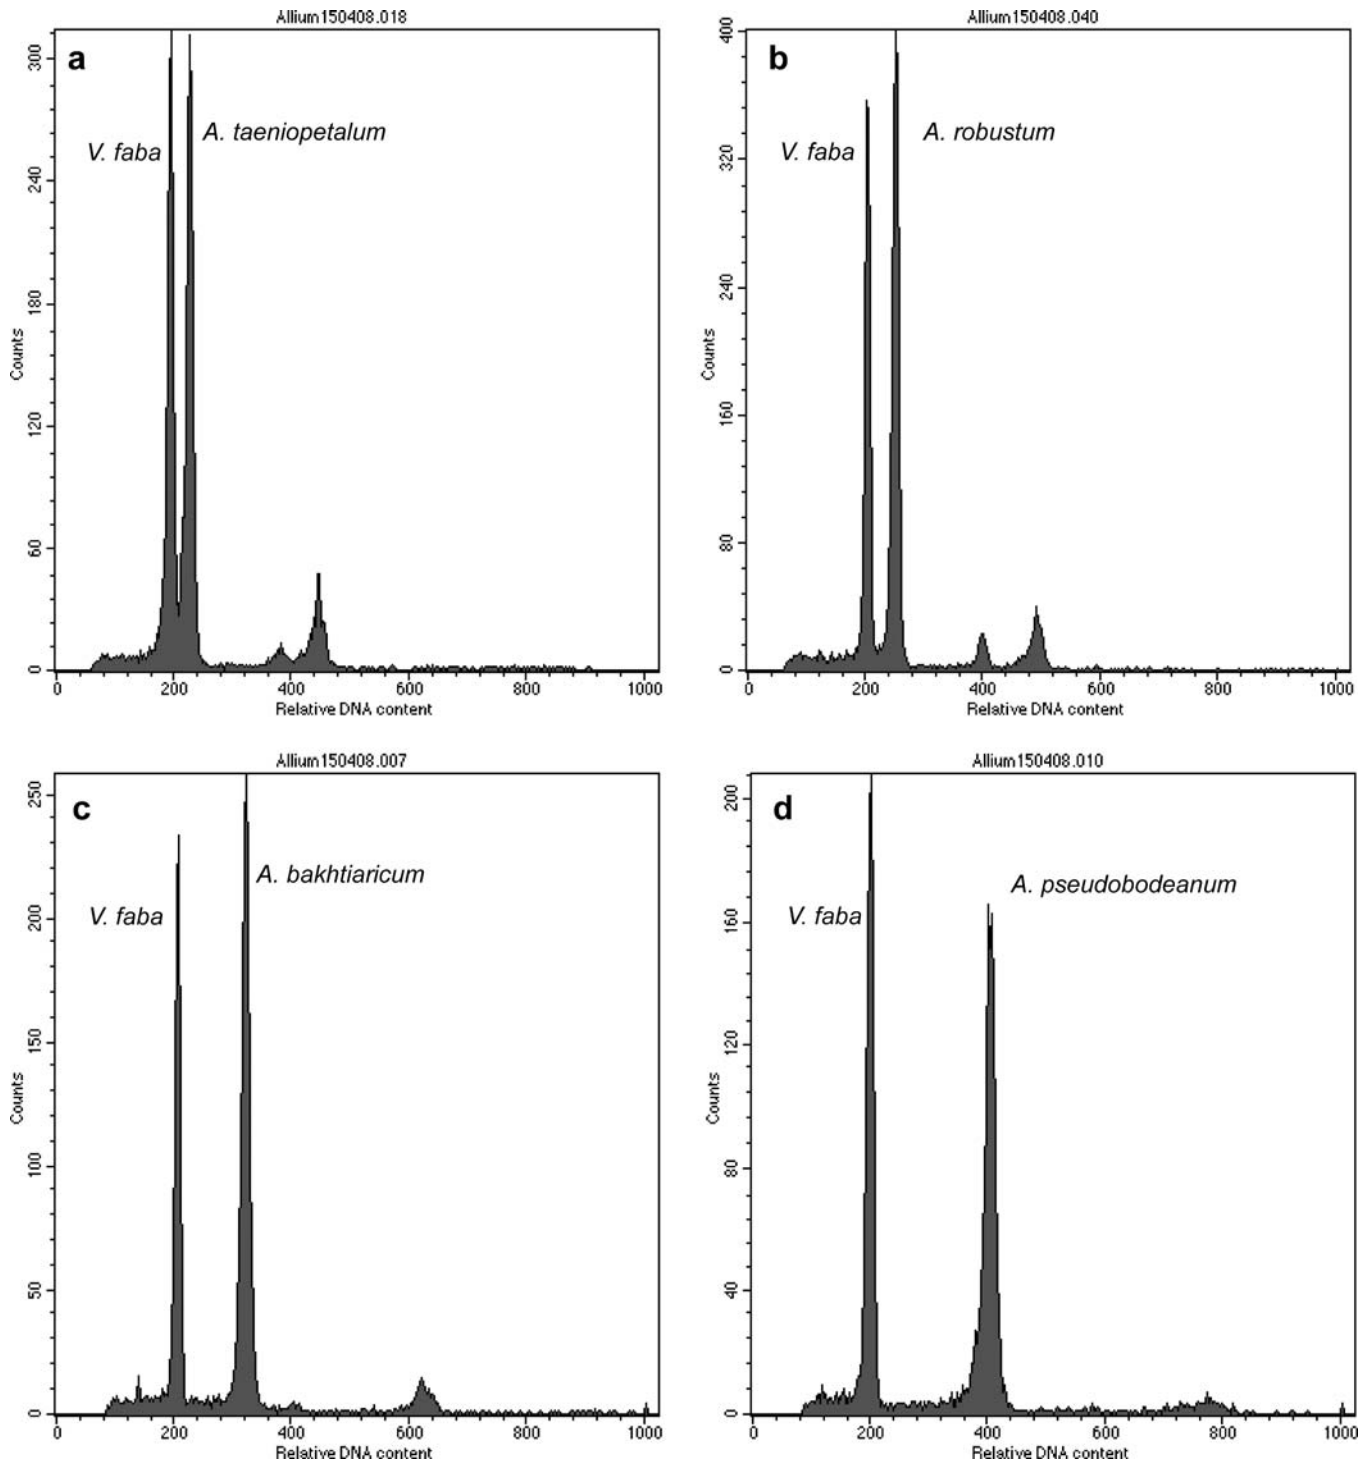 Allium150408.018
a
V. faba
A. taeniopetalum
Counts
0
60
120
180
240
300
0 200 400 600 800 1000
Relative DNA content
Allium150408.040
b
V. faba
A. robustum
Counts
0
80
160
240
320
400
0 200 400 600 800 1000
Relative DNA content
Allium150408.007
c
V. faba
A. bakhtiaricum
Counts
0
50
100
150
200
250
0 200 400 600 800 1000
Relative DNA content
Allium150408.010
d
V. faba
A. pseudobodeanum
Counts
0
40
80
120
160
200
0 200 400 600 800 1000
Relative DNA content